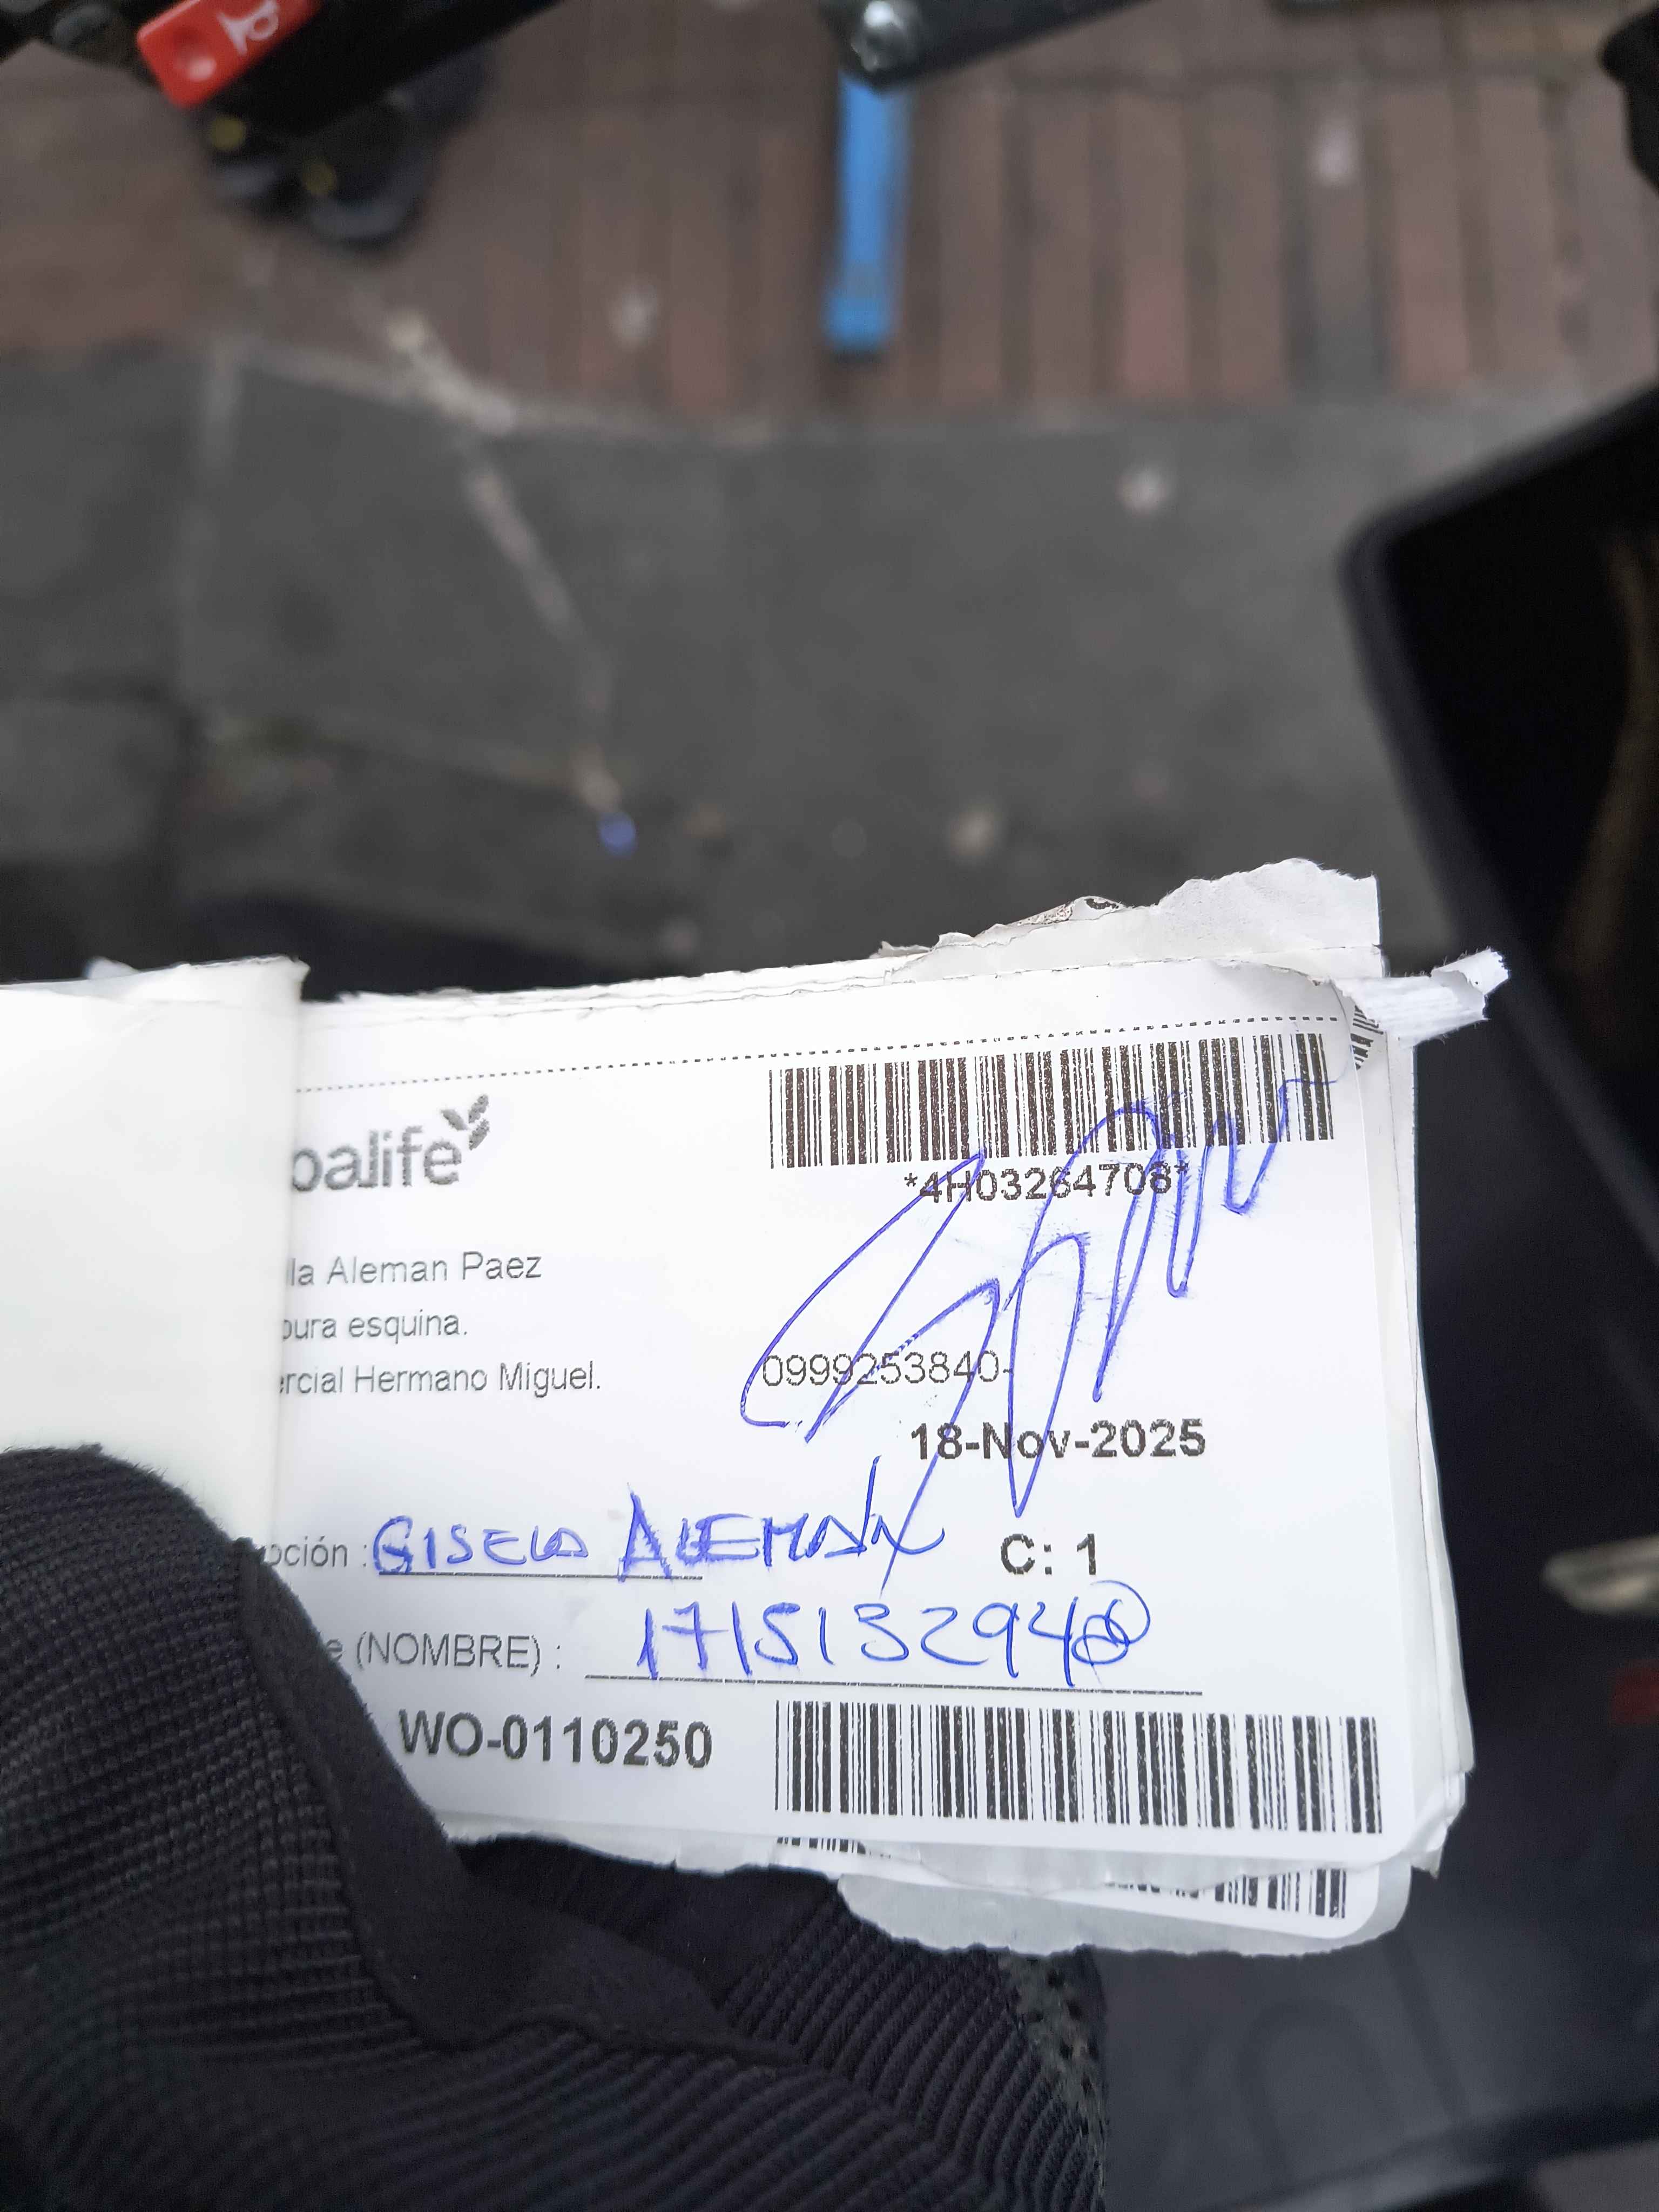 balife
*4H03264708*
lla Aleman Paez
oura esquina.
ercial Hermano Miguel.
0999253840-
18-Nov-2025
pción : GISELA ALEMAN
C: 1
e (NOMBRE) : 171513294
WO-0110250